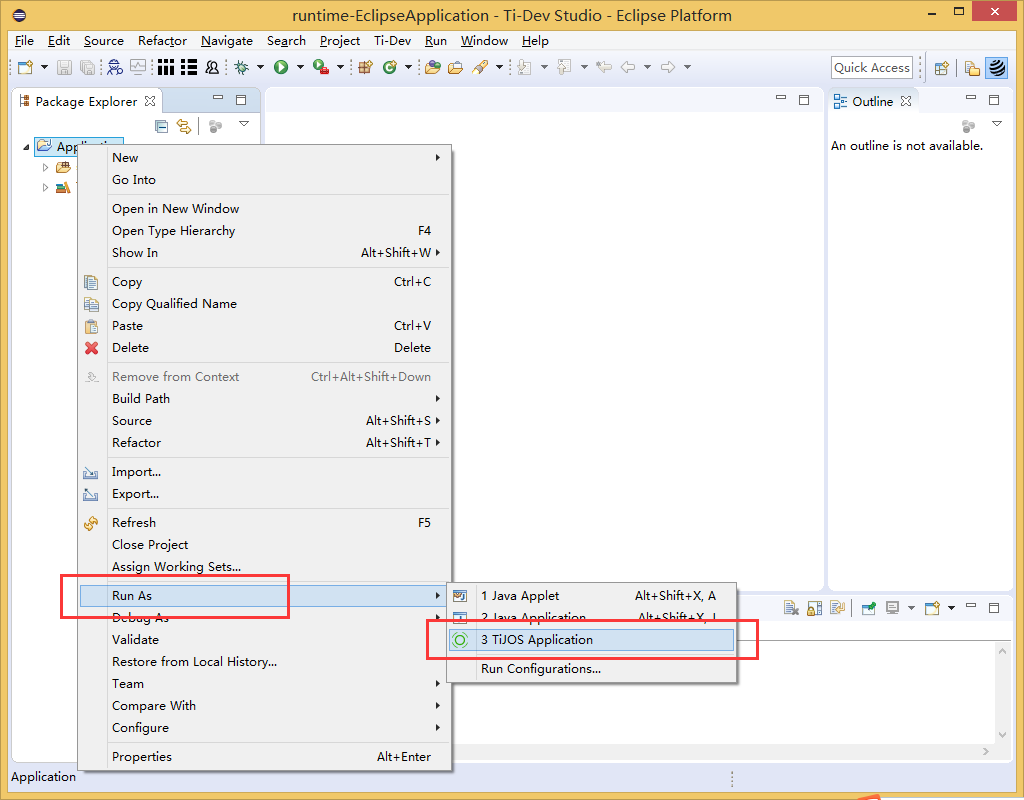 runtime-EclipseApplication - Ti-Dev Studio - Eclipse Platform
File Edit Source Refactor Navigate Search Project Ti-Dev Run Window Help
Quick Access
Package Explorer
Outline
An outline is not available.
New
Go Into
Open in New Window
Open Type Hierarchy F4
Show In Alt+Shift+W
Copy Ctrl+C
Copy Qualified Name
Paste Ctrl+V
Delete Delete
Remove from Context Ctrl+Alt+Shift+Down
Build Path
Source Alt+Shift+S
Refactor Alt+Shift+T
Import...
Export...
Refresh F5
Close Project
Assign Working Sets...
Run As
Debug As
Validate
Restore from Local History...
Team
Compare With
Configure
Properties Alt+Enter
1 Java Applet Alt+Shift+X, A
2 Java Application Alt+Shift+X, J
3 TiJOS Application
Run Configurations...
Application